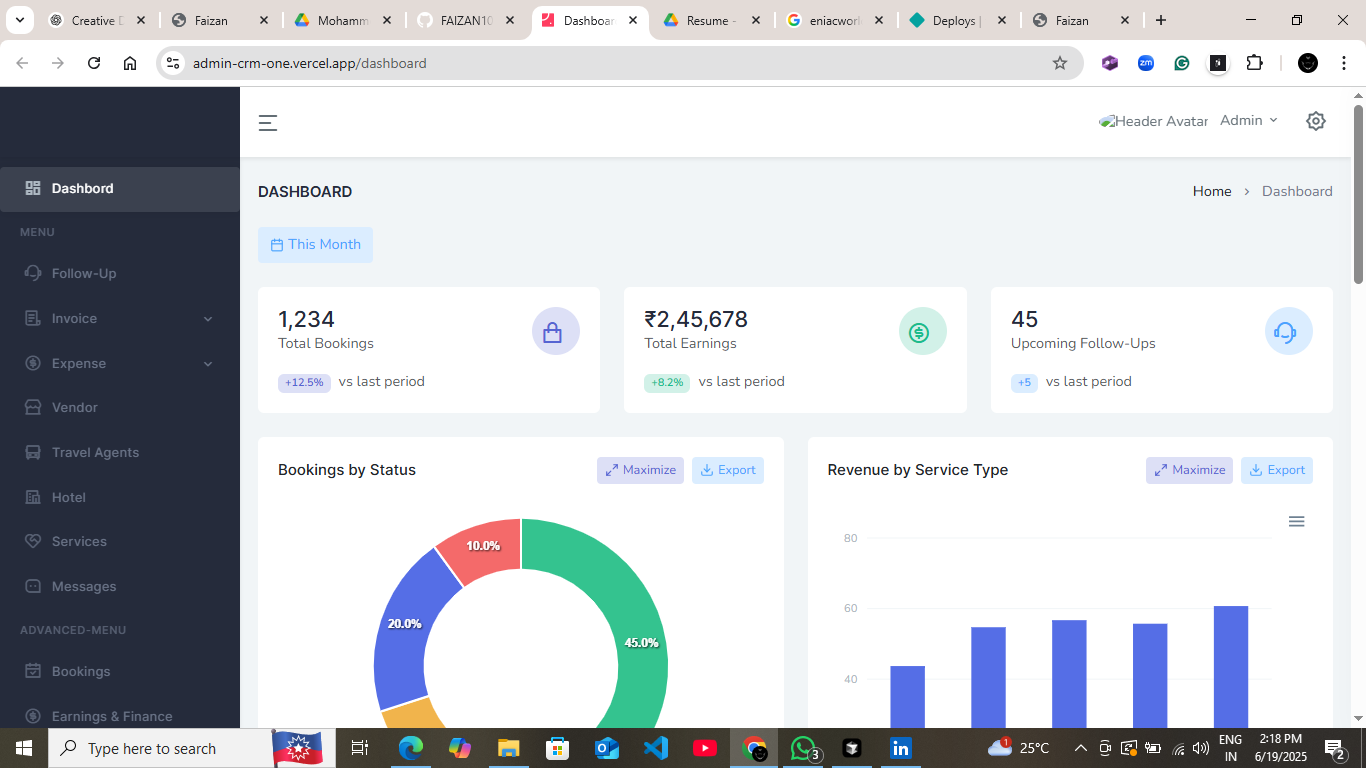 Creative D
Faizan
Mohamm
FAIZAN10
Dashboar
Resume -
eniacworl
Deploys |
Faizan
admin-crm-one.vercel.app/dashboard
zm
Header Avatar
Admin
Dashbord
DASHBOARD
Home
Dashboard
MENU
This Month
Follow-Up
Invoice
Expense
Vendor
Travel Agents
Hotel
Services
Messages
ADVANCED-MENU
Bookings
Earnings & Finance
1,234
Total Bookings
+12.5% vs last period
₹2,45,678
Total Earnings
+8.2% vs last period
45
Upcoming Follow-Ups
+5 vs last period
Bookings by Status
Maximize
Export
10.0%
20.0%
45.0%
Revenue by Service Type
Maximize
Export
80
60
40
Type here to search
3
in
1
25°C
ENG
IN
2:18 PM
6/19/2025
2